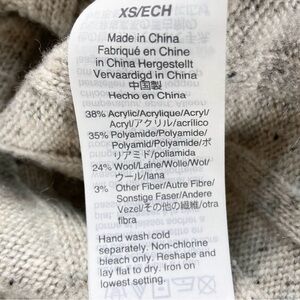 XS/ECH
Made in China
Fabriqué en Chine
in China Hergestellt
Vervaardigd in China
中国製
Hecho en China
38% Acrylic/Acrylique/Acryl/
Acryl/アクリル/acrílico
35% Polyamide/Polyamide/
Polyamid/Polyamide/ポ
リアミド/poliamida
24% Wool/Laine/Wolle/Wol/
ウール/lana
3% Other Fiber/Autre Fibre/
Sonstige Faser/Andere
Vezel/その他の繊維/otra
fibra
Hand wash cold
separately. Non-chlorine
bleach only. Reshape and
lay flat to dry. Iron on
lowest setting.